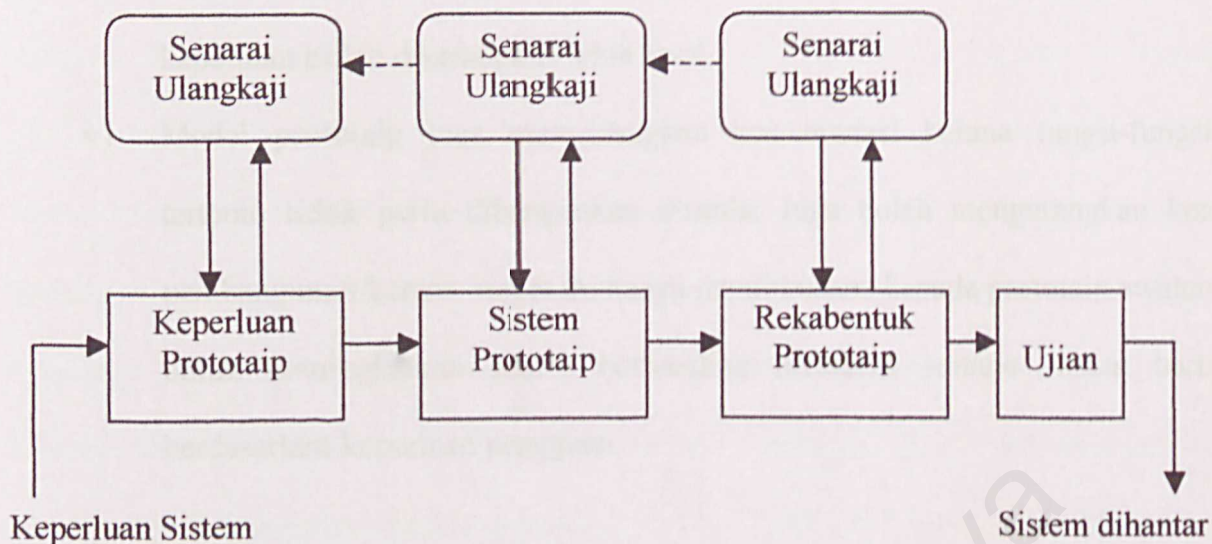 Senarai
Ulangkaji
Senarai
Ulangkaji
Senarai
Ulangkaji
Keperluan
Prototaip
Sistem
Prototaip
Rekabentuk
Prototaip
Ujian
Keperluan Sistem
Sistem dihantar